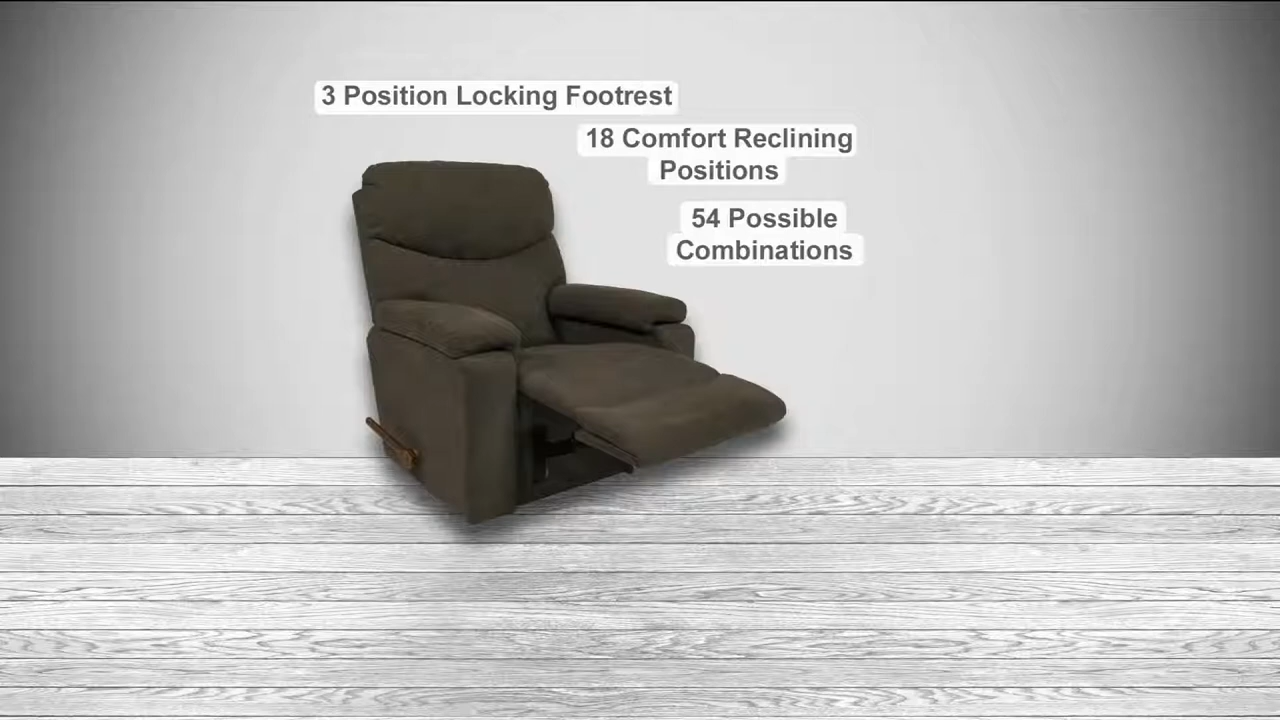 3 Position Locking Footrest
18 Comfort Reclining
Positions
54 Possible
Combinations